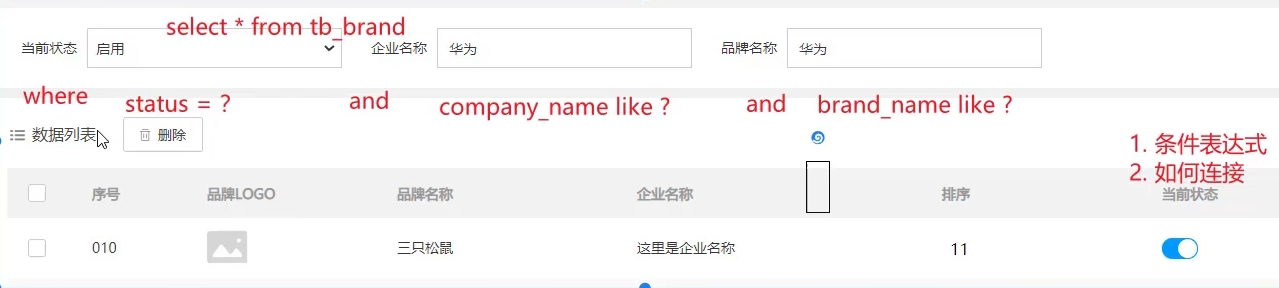 select * from tb_brand
当前状态 启用 企业名称 华为 品牌名称 华为
where status = ? and company_name like ? and brand_name like ?
数据列表 删除
1. 条件表达式
2. 如何连接
序号 品牌LOGO 品牌名称 企业名称 排序 当前状态
010 三只松鼠 这里是企业名称 11